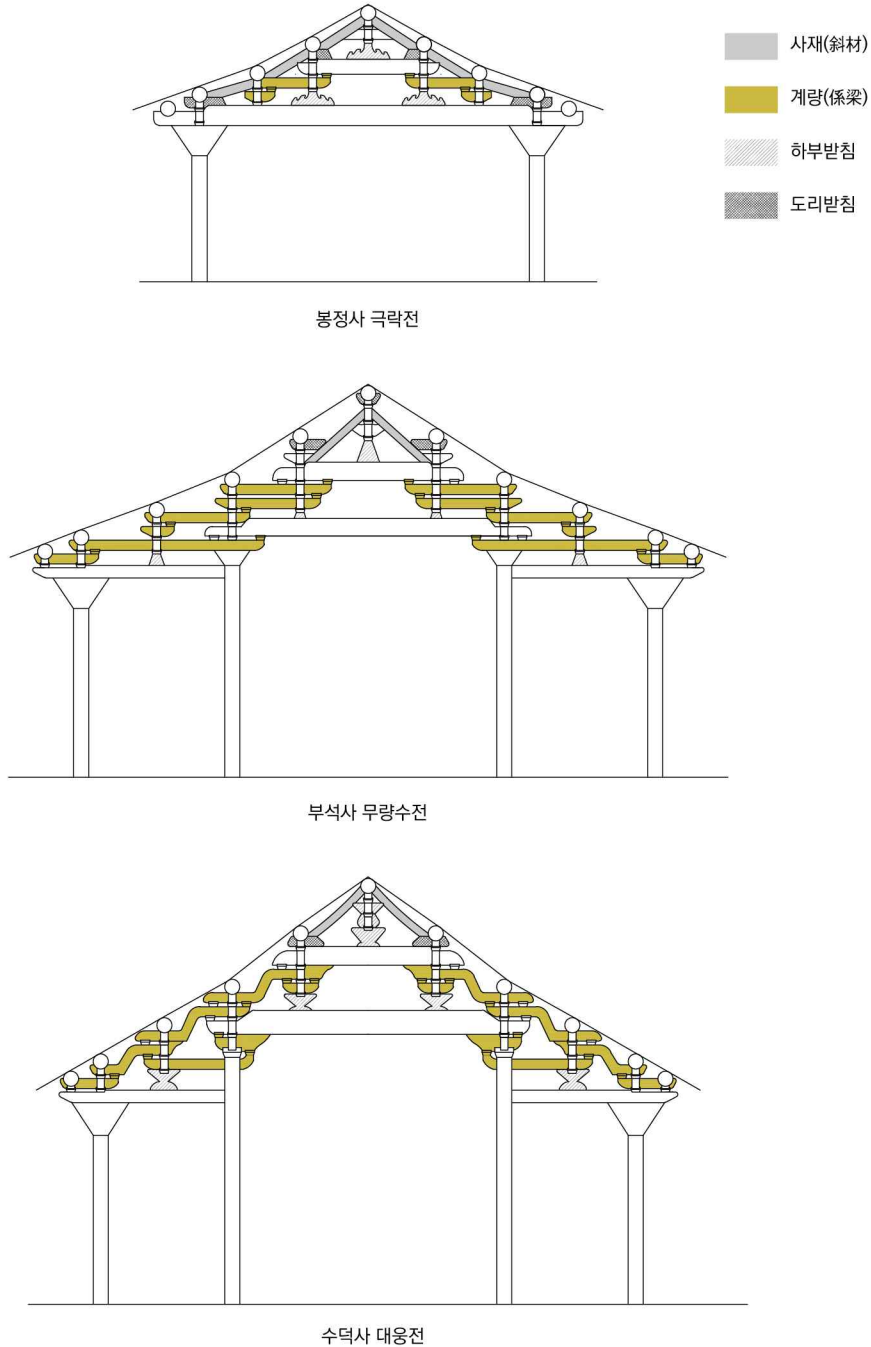 사재(斜材)
계량(係梁)
하부받침
도리받침
봉정사 극락전
부석사 무량수전
수덕사 대웅전